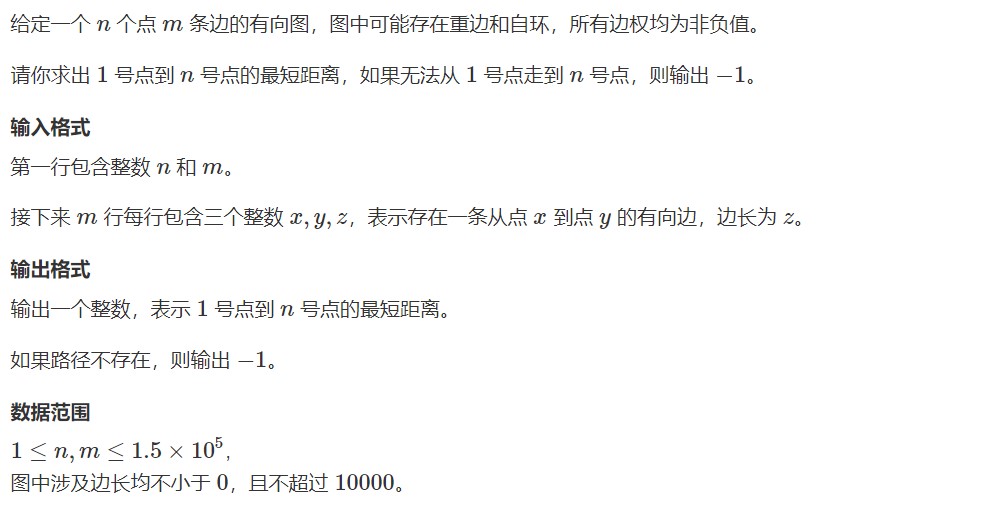 给定一个 n 个点 m 条边的有向图，图中可能存在重边和自环，所有边权均为非负值。
请你求出 1 号点到 n 号点的最短距离，如果无法从 1 号点走到 n 号点，则输出 −1。
输入格式
第一行包含整数 n 和 m。
接下来 m 行每行包含三个整数 x, y, z，表示存在一条从点 x 到点 y 的有向边，边长为 z。
输出格式
输出一个整数，表示 1 号点到 n 号点的最短距离。
如果路径不存在，则输出 −1。
数据范围
1 ≤ n, m ≤ 1.5 × 10⁵,
图中涉及边长均不小于 0，且不超过 10000。